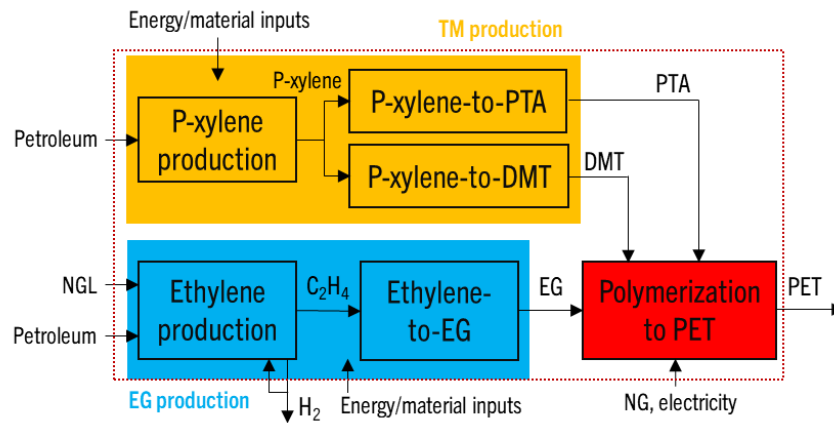 Energy/material inputs
TM production
P-xylene
P-xylene-to-PTA
PTA
Petroleum
P-xylene
production
P-xylene-to-DMT
DMT
NGL
Ethylene
production
C₂H₄
Ethylene-
to-EG
EG
Polymerization
to PET
PET
Petroleum
EG production
H₂
Energy/material inputs
NG, electricity